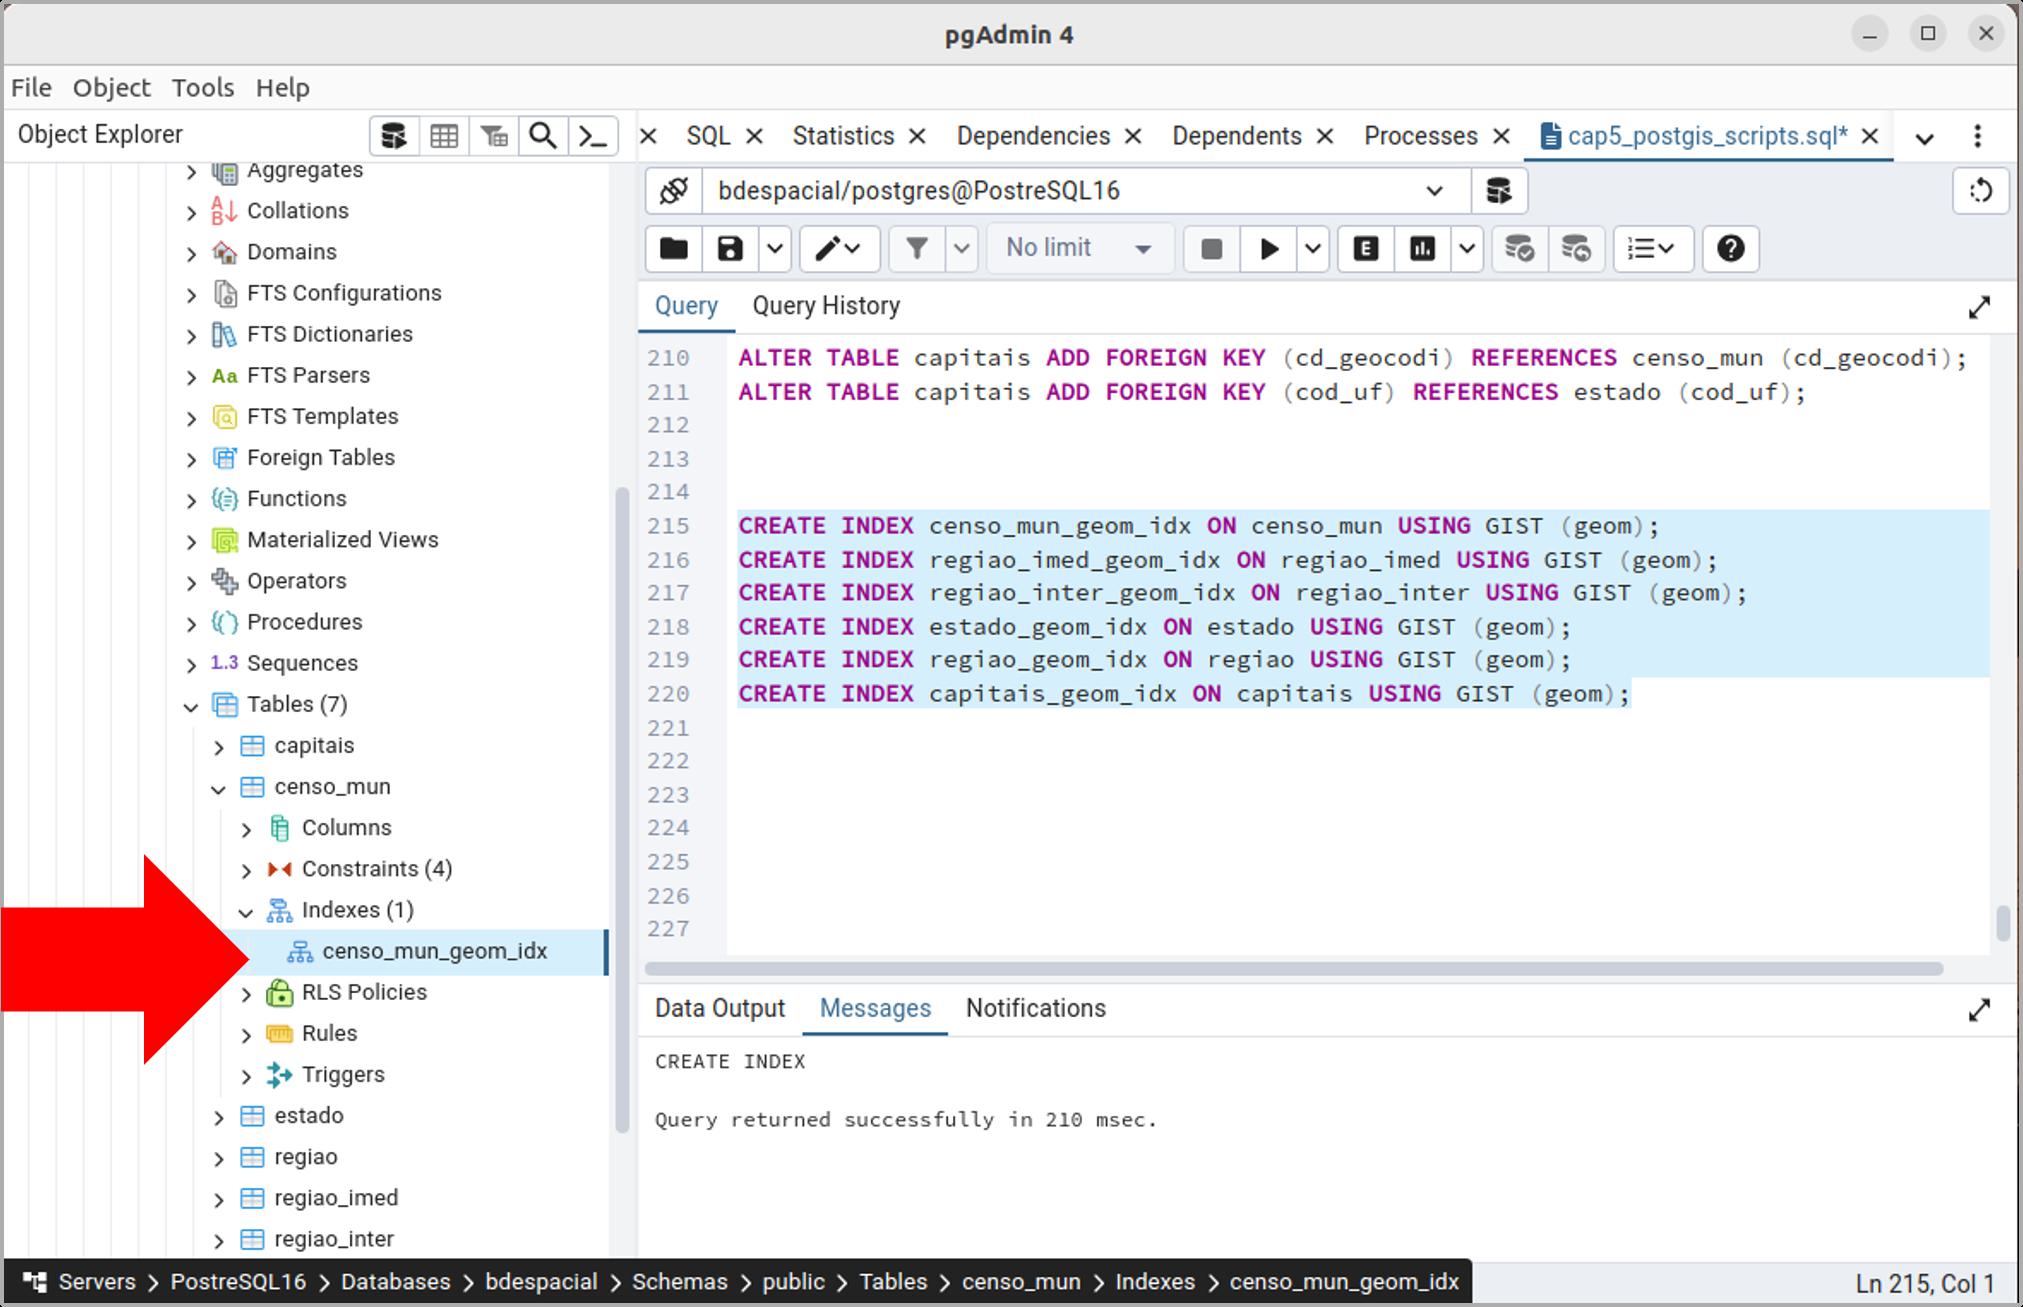 pgAdmin 4
File Object Tools Help
Object Explorer
SQL Statistics Dependencies Dependents Processes cap5_postgis_scripts.sql*
Aggregates
Collations
Domains
FTS Configurations
FTS Dictionaries
Aa FTS Parsers
FTS Templates
Foreign Tables
Functions
Materialized Views
Operators
Procedures
1..3 Sequences
Tables (7)
capitais
censo_mun
Columns
Constraints (4)
Indexes (1)
censo_mun_geom_idx
RLS Policies
Rules
Triggers
estado
regiao
regiao_imed
regiao_inter
bdespacial/postgres@PostreSQL16
No limit
E
Query Query History
210 ALTER TABLE capitais ADD FOREIGN KEY (cd_geocodi) REFERENCES censo_mun (cd_geocodi);
211 ALTER TABLE capitais ADD FOREIGN KEY (cod_uf) REFERENCES estado (cod_uf);
212
213
214
215 CREATE INDEX censo_mun_geom_idx ON censo_mun USING GIST (geom);
216 CREATE INDEX regiao_imed_geom_idx ON regiao_imed USING GIST (geom);
217 CREATE INDEX regiao_inter_geom_idx ON regiao_inter USING GIST (geom);
218 CREATE INDEX estado_geom_idx ON estado USING GIST (geom);
219 CREATE INDEX regiao_geom_idx ON regiao USING GIST (geom);
220 CREATE INDEX capitais_geom_idx ON capitais USING GIST (geom);
221
222
223
224
225
226
227
Data Output Messages Notifications
CREATE INDEX
Query returned successfully in 210 msec.
Servers > PostreSQL16 > Databases > bdespacial > Schemas > public > Tables > censo_mun > Indexes > censo_mun_geom_idx
Ln 215, Col 1